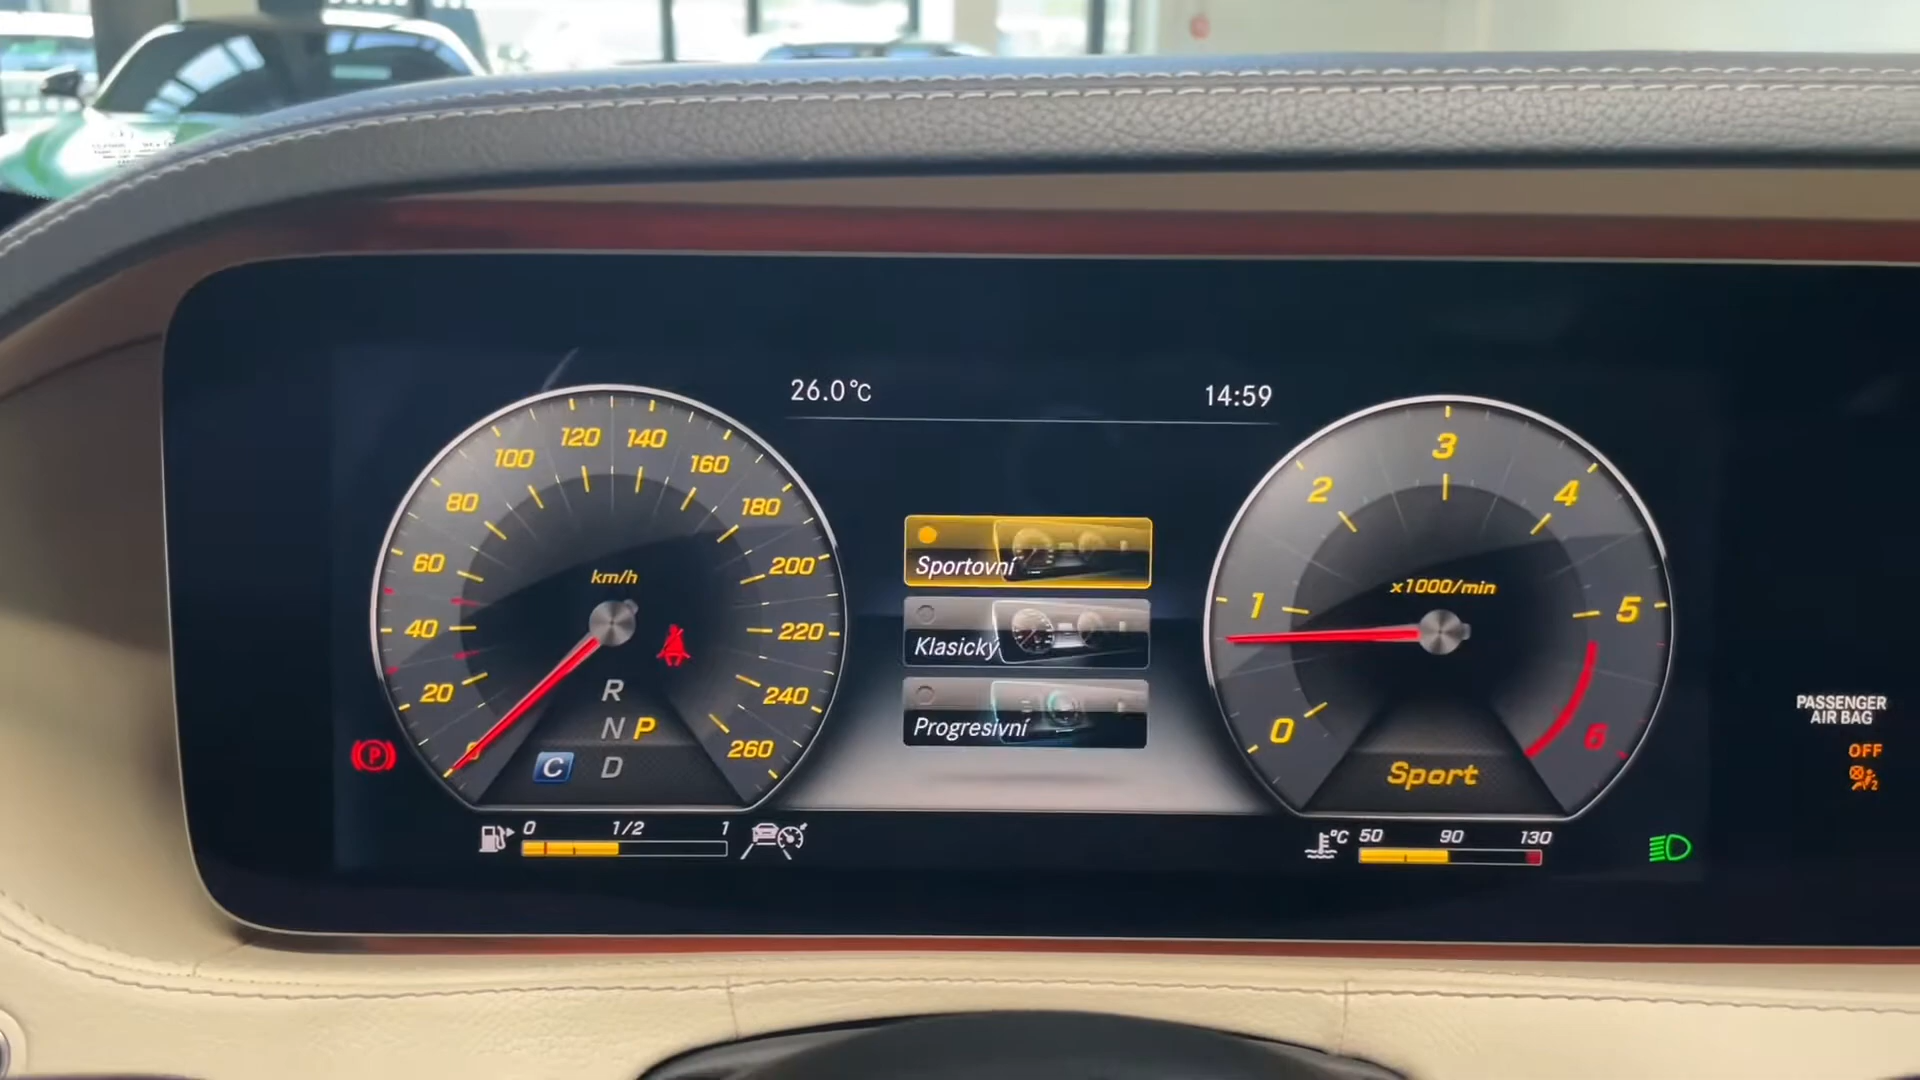 26.0°C
14:59
km/h
0
20
40
60
80
100
120
140
160
180
200
220
240
260
R
N P
C D
Sportovní
Klasický
Progresivní
x1000/min
0
1
2
3
4
5
6
Sport
PASSENGER
AIR BAG
OFF
2
P
0 1/2 1
°C 50 90 130